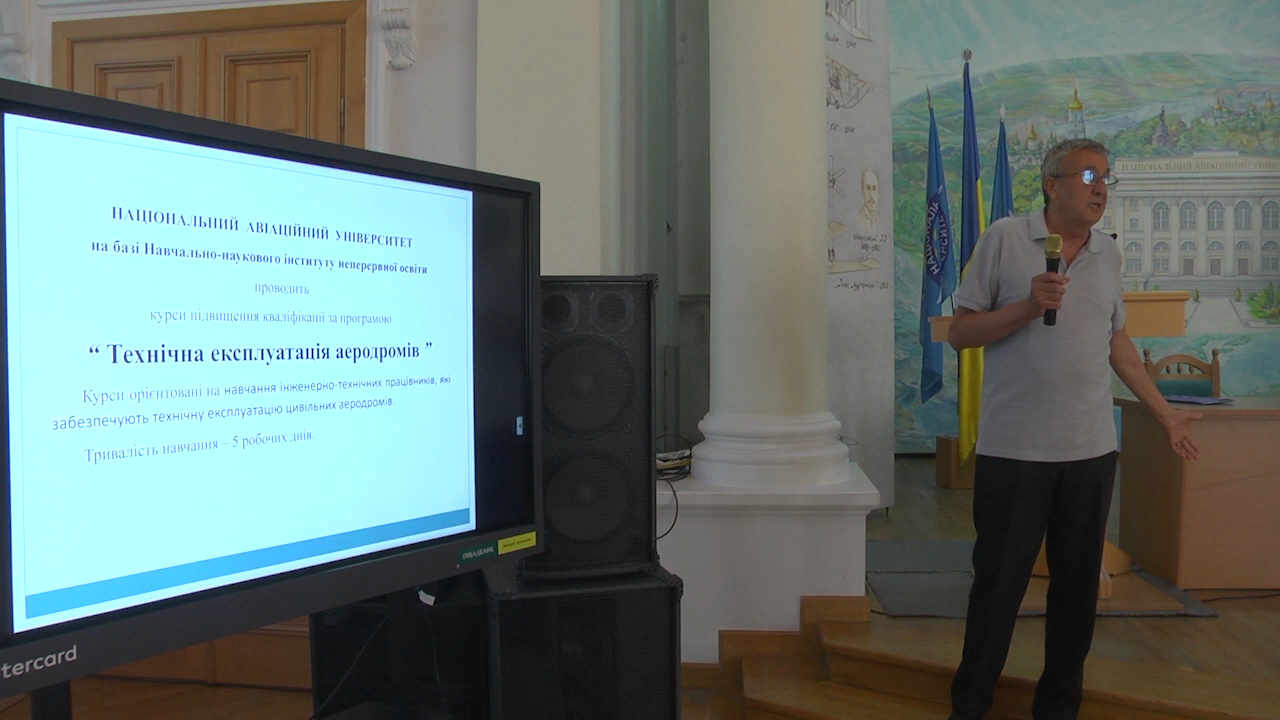 НАЦІОНАЛЬНИЙ АВІАЦІЙНИЙ УНІВЕРСИТЕТ
на базі Навчально-наукового інституту неперервної освіти
проводить
курси підвищення кваліфікації за програмою
“ Технічна експлуатація аеродромів ”
Курси орієнтовані на навчання інженерно-технічних працівників, які
забезпечують технічну експлуатацію цивільних аеродромів.
Тривалість навчання – 5 робочих днів.
ОЩАДБАНК
tercard
НАЦІОНАЛЬНИЙ АВІАЦІЙНИЙ УНІВЕ